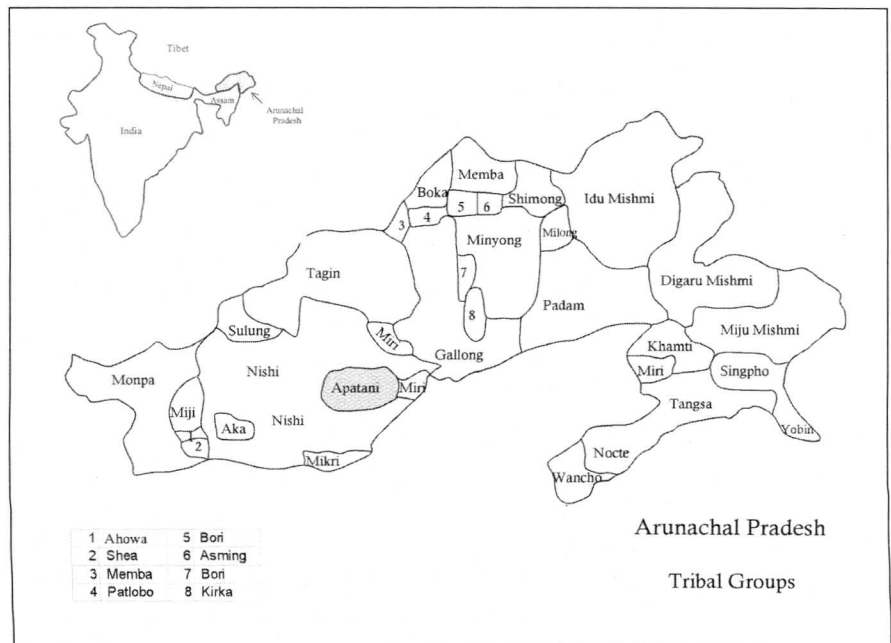 Tibet
Nepal
Assam
Arunachal
Pradesh
India
Memba
Boka
Shimong
Idu Mishmi
5
6
4
3
Minyong
Milong
Tagin
7
Digaru Mishmi
Padam
8
Sulung
Miri
Miju Mishmi
Khamti
Gallong
Monpa
Nishi
Miri
Singpho
Apatani
Miri
Tangsa
Miji
Nishi
Aka
1
2
Yobin
Nocte
Mikri
Wancho
Arunachal Pradesh
Tribal Groups
1 Ahowa 5 Bori
2 Shea 6 Asming
3 Memba 7 Bori
4 Patlobo 8 Kirka